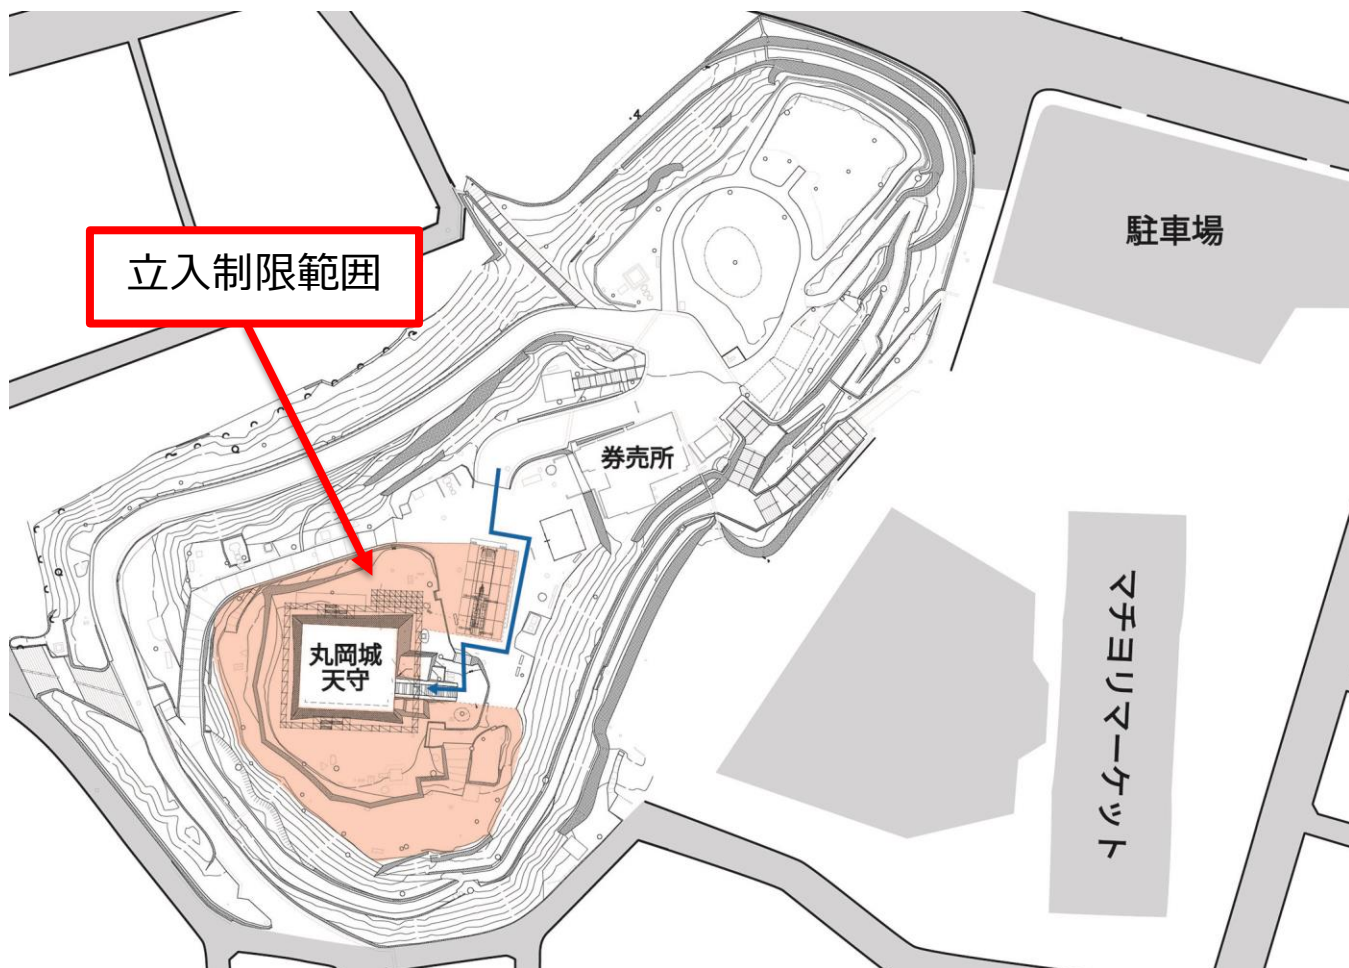 駐車場
立入制限範囲
券売所
丸岡城
天守
マチヨリマーケット